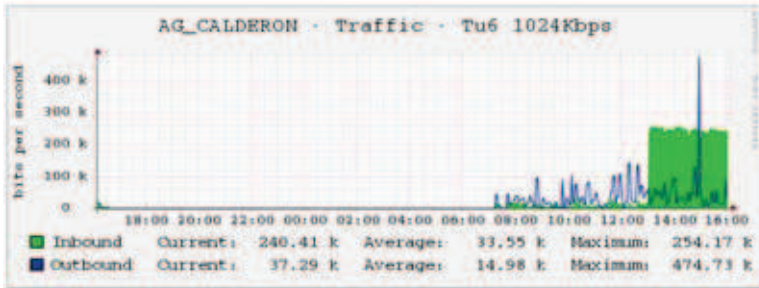 AG_CALDERON · Traffic · Tu6 1024Kbps
bits per second
400 k
300 k
200 k
100 k
0
18:00 20:00 22:00 00:00 02:00 04:00 06:00 08:00 10:00 12:00 14:00 16:00
Inbound Current: 240.41 k Average: 33.55 k Maximum: 254.17 k
Outbound Current: 37.29 k Average: 14.98 k Maximum: 474.73 k